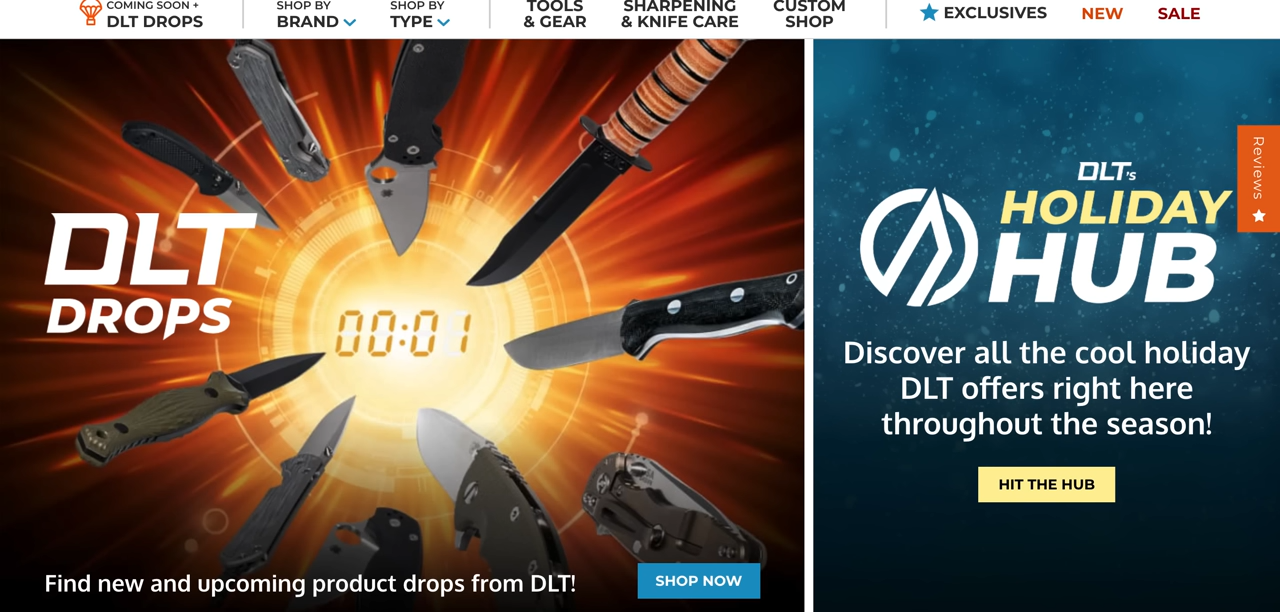 COMING SOON +
DLT DROPS
SHOP BY
BRAND
SHOP BY
TYPE
TOOLS
& GEAR
SHARPENING
& KNIFE CARE
CUSTOM
SHOP
EXCLUSIVES
NEW
SALE
DLT
DROPS
00:01
Find new and upcoming product drops from DLT!
SHOP NOW
DLT's
HOLIDAY
HUB
Discover all the cool holiday
DLT offers right here
throughout the season!
HIT THE HUB
Reviews